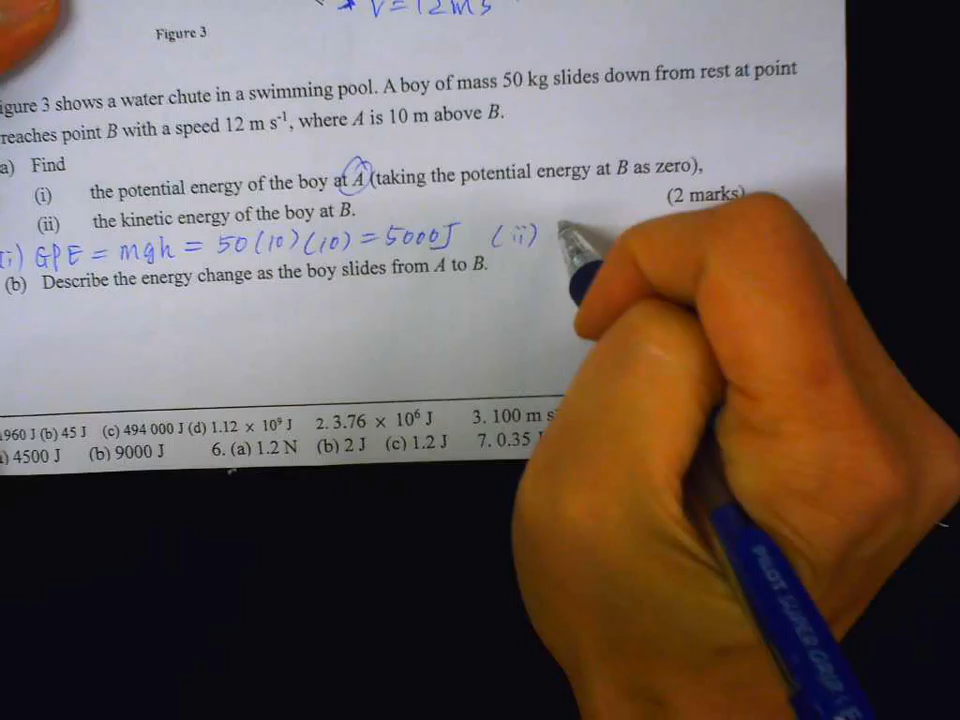 v = 12 ms
Figure 3
igure 3 shows a water chute in a swimming pool. A boy of mass 50 kg slides down from rest at point
reaches point B with a speed 12 m s⁻¹, where A is 10 m above B.
a) Find
(i) the potential energy of the boy at A (taking the potential energy at B as zero),
(ii) the kinetic energy of the boy at B. (2 marks)
i) GPE = mgh = 50(10)(10) = 5000J (ii)
(b) Describe the energy change as the boy slides from A to B.
960 J (b) 45 J (c) 494 000 J (d) 1.12 × 10⁹ J 2. 3.76 × 10⁶ J 3. 100 m s
) 4500 J (b) 9000 J 6. (a) 1.2 N (b) 2 J (c) 1.2 J 7. 0.35
PILOT SUPER GRIP